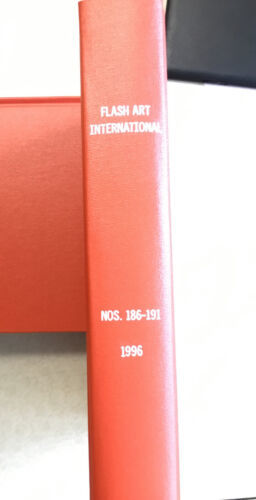 FLASH ART
INTERNATIONAL
NOS. 186-191
1996